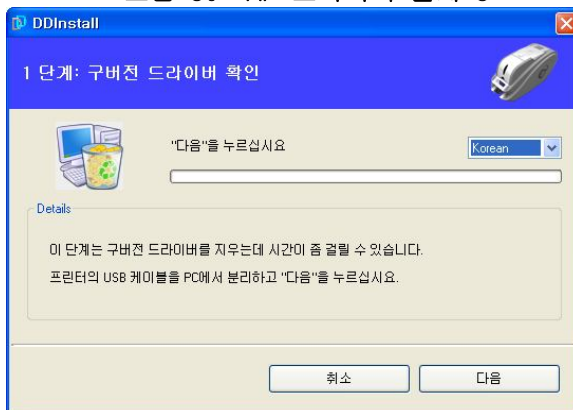 DDInstall
1 단계: 구버전 드라이버 확인
"다음"을 누르십시요
Korean
Details
이 단계는 구버전 드라이버를 지우는데 시간이 좀 걸릴 수 있습니다.
프린터의 USB 케이블을 PC에서 분리하고 "다음"을 누르십시요.
취소
다음